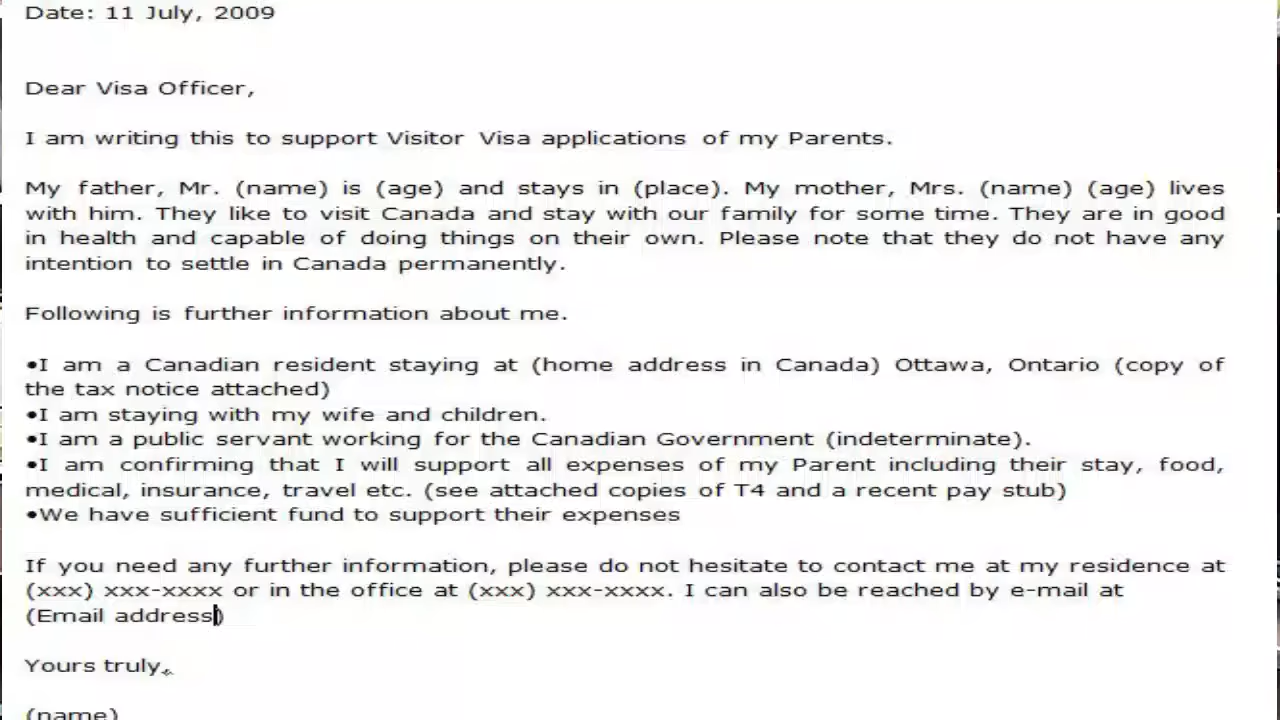 Date: 11 July, 2009
Dear Visa Officer,
I am writing this to support Visitor Visa applications of my Parents.
My father, Mr. (name) is (age) and stays in (place). My mother, Mrs. (name) (age) lives
with him. They like to visit Canada and stay with our family for some time. They are in good
in health and capable of doing things on their own. Please note that they do not have any
intention to settle in Canada permanently.
Following is further information about me.
•I am a Canadian resident staying at (home address in Canada) Ottawa, Ontario (copy of
the tax notice attached)
•I am staying with my wife and children.
•I am a public servant working for the Canadian Government (indeterminate).
•I am confirming that I will support all expenses of my Parent including their stay, food,
medical, insurance, travel etc. (see attached copies of T4 and a recent pay stub)
•We have sufficient fund to support their expenses
If you need any further information, please do not hesitate to contact me at my residence at
(xxx) xxx-xxxx or in the office at (xxx) xxx-xxxx. I can also be reached by e-mail at
(Email address)
Yours truly,
(name)